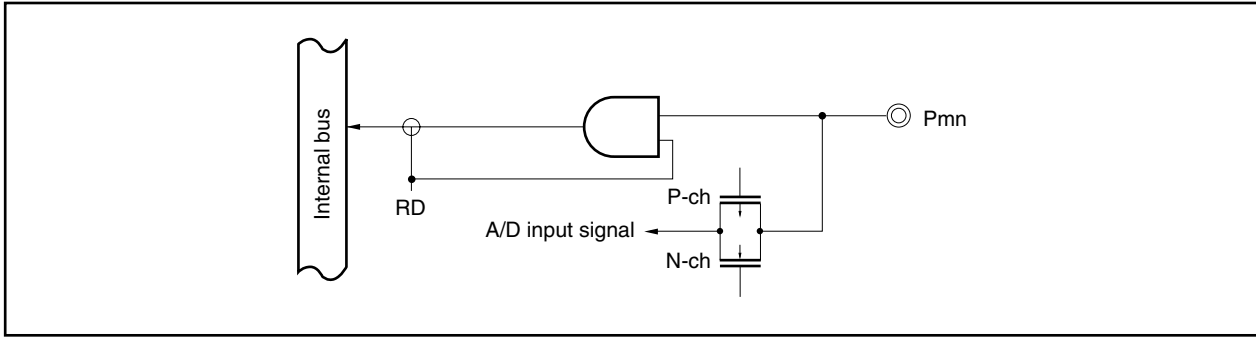 Internal bus
RD
Pmn
P-ch
A/D input signal
N-ch